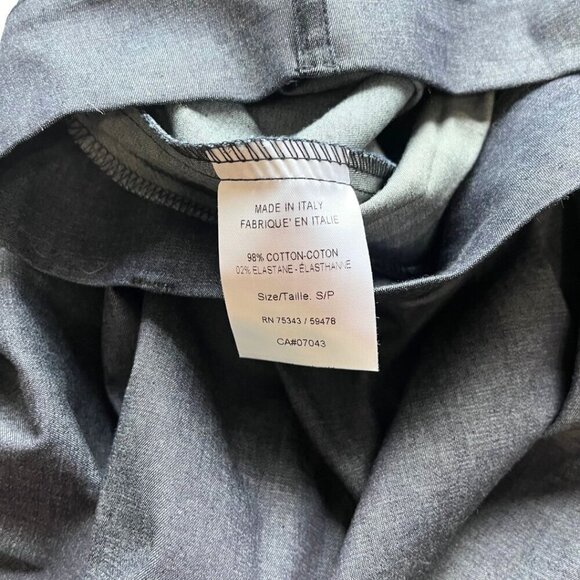 MADE IN ITALY
FABRIQUE' EN ITALIE
98% COTTON-COTON
02% ELASTANE-ÉLASTHANNE
Size/Taille. S/P
RN 75343 / 59478
CA#07043